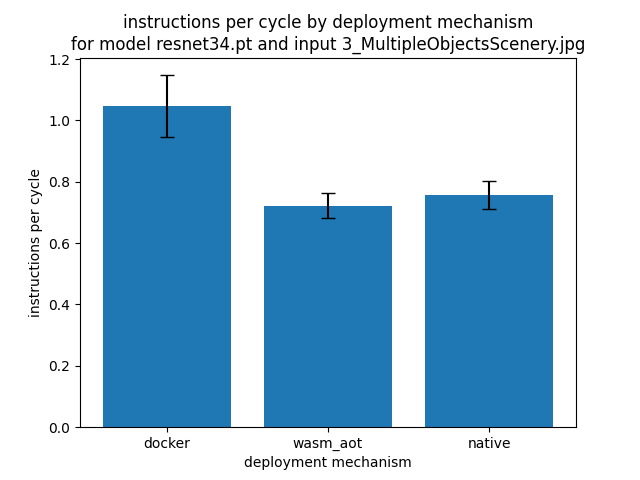 instructions per cycle by deployment mechanism
for model resnet34.pt and input 3_MultipleObjectsScenery.jpg
instructions per cycle
1.2
1.0
0.8
0.6
0.4
0.2
0.0
docker
wasm_aot
native
deployment mechanism